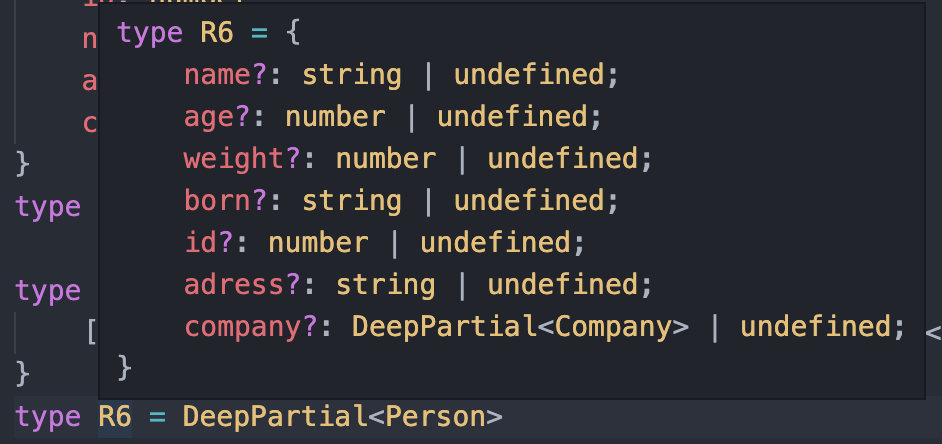 n
a
c
}
type
type
[
}
type R6 = {
name?: string | undefined;
age?: number | undefined;
weight?: number | undefined;
born?: string | undefined;
id?: number | undefined;
adress?: string | undefined;
company?: DeepPartial<Company> | undefined; <
}
type R6 = DeepPartial<Person>